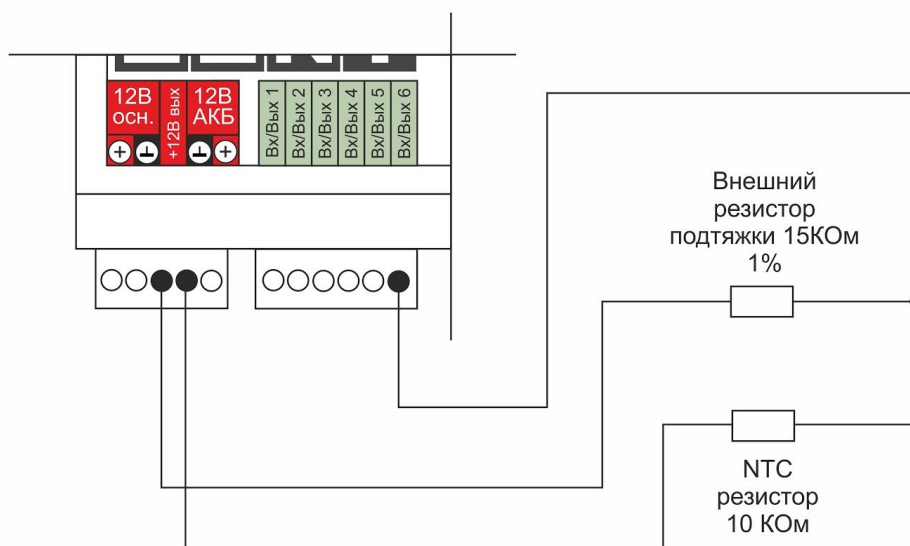 12В
осн.
+12В вых
12В
АКБ
Вх/Вых 1
Вх/Вых 2
Вх/Вых 3
Вх/Вых 4
Вх/Вых 5
Вх/Вых 6
Внешний
резистор
подтяжки 15КОм
1%
NTC
резистор
10 КОм